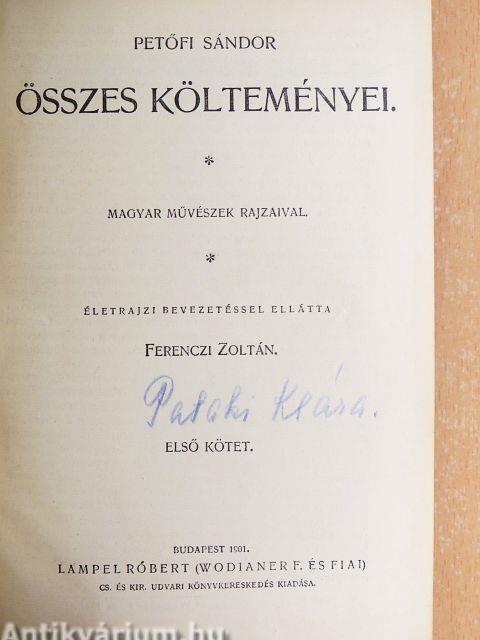 PETŐFI SÁNDOR
ÖSSZES KÖLTEMÉNYEI.
*
MAGYAR MŰVÉSZEK RAJZAIVAL.
*
ÉLETRAJZI BEVEZETÉSSEL ELLÁTTA
FERENCZI ZOLTÁN.
Pataki Klára.
ELSŐ KÖTET.
BUDAPEST 1901.
LAMPEL RÓBERT (WODIANER F. ÉS FIAI)
CS. ÉS KIR. UDVARI KÖNYVKERESKEDÉS KIADÁSA.
Antikvárium.hu